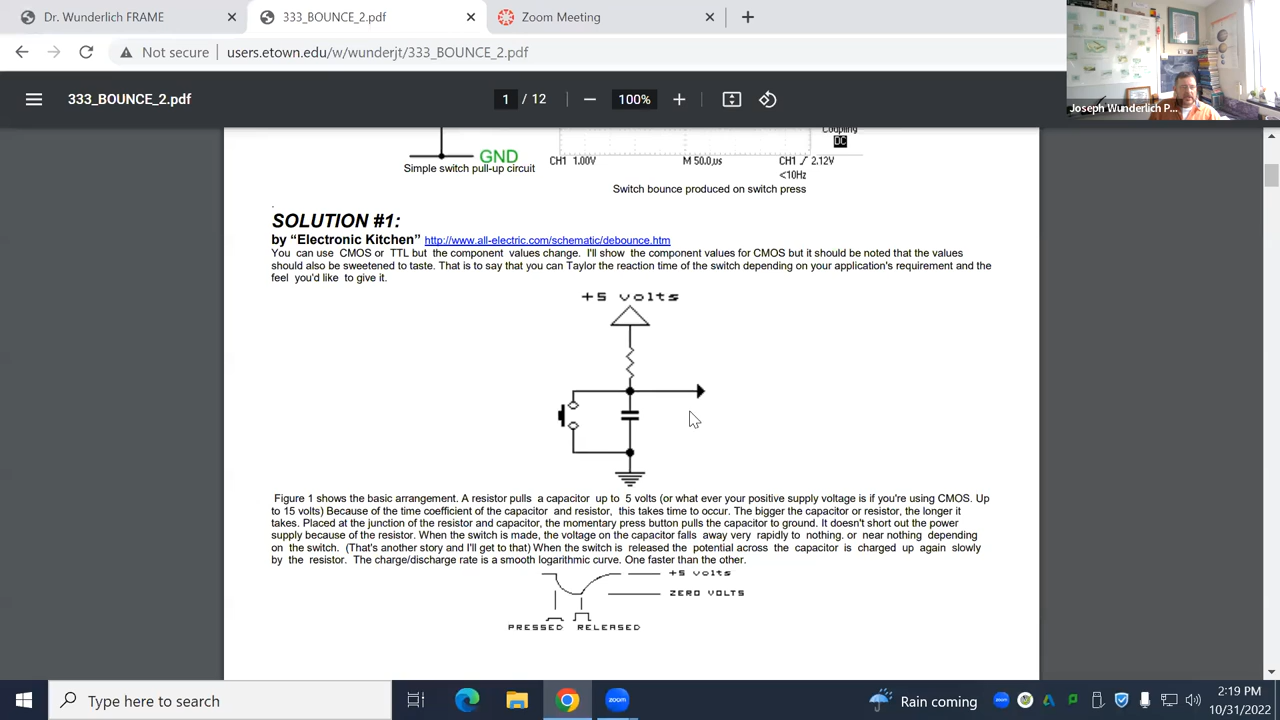 Dr. Wunderlich FRAME
333_BOUNCE_2.pdf
Zoom Meeting
Not secure
users.etown.edu/w/wunderjt/333_BOUNCE_2.pdf
Joseph Wunderlich P...
333_BOUNCE_2.pdf
1 / 12
100%
Coupling
DC
GND
CH1 1.00V
M 50.0µs
CH1 / 2.12V
<10Hz
Simple switch pull-up circuit
Switch bounce produced on switch press
SOLUTION #1:
by “Electronic Kitchen” http://www.all-electric.com/schematic/debounce.htm
You can use CMOS or TTL but the component values change. I'll show the component values for CMOS but it should be noted that the values
should also be sweetened to taste. That is to say that you can Taylor the reaction time of the switch depending on your application's requirement and the
feel you'd like to give it.
+5 volts
Figure 1 shows the basic arrangement. A resistor pulls a capacitor up to 5 volts (or what ever your positive supply voltage is if you're using CMOS. Up
to 15 volts) Because of the time coefficient of the capacitor and resistor, this takes time to occur. The bigger the capacitor or resistor, the longer it
takes. Placed at the junction of the resistor and capacitor, the momentary press button pulls the capacitor to ground. It doesn't short out the power
supply because of the resistor. When the switch is made, the voltage on the capacitor falls away very rapidly to nothing. or near nothing depending
on the switch. (That's another story and I'll get to that) When the switch is released the potential across the capacitor is charged up again slowly
by the resistor. The charge/discharge rate is a smooth logarithmic curve. One faster than the other.
+5 volts
ZERO VOLTS
PRESSED RELEASED
Type here to search
Rain coming
2:19 PM
10/31/2022